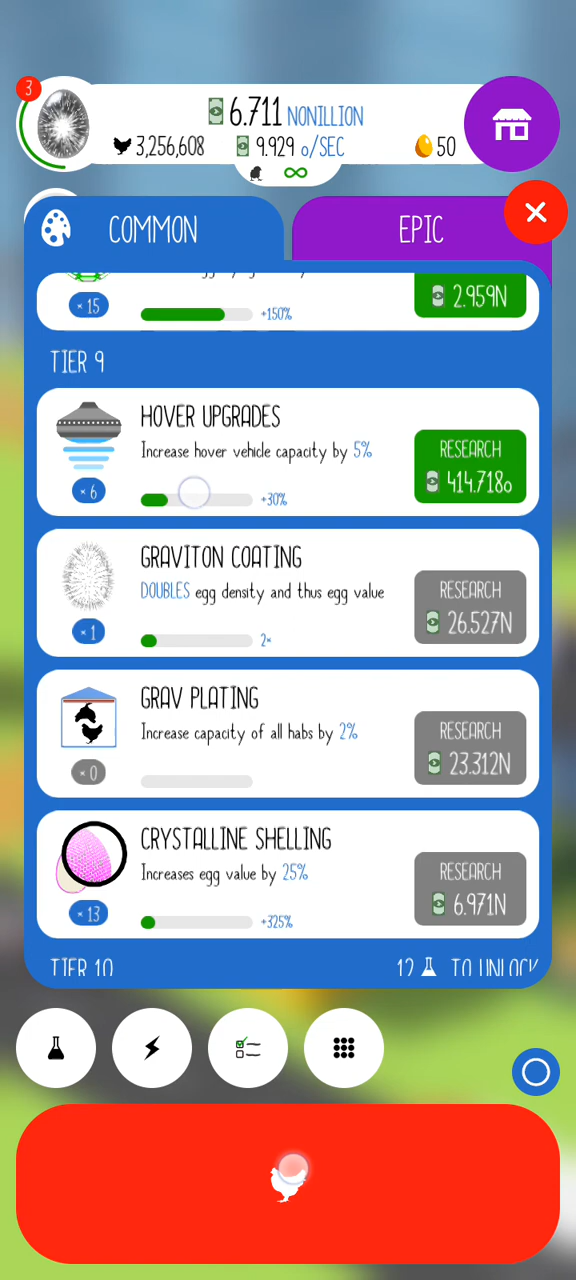 3
6.711 NONILLION
3,256,608
9.929 o/SEC
50
∞
COMMON
EPIC
× 15
+150%
2.959N
TIER 9
HOVER UPGRADES
Increase hover vehicle capacity by 5%
× 6
+30%
RESEARCH
414.718o
GRAVITON COATING
DOUBLES egg density and thus egg value
× 1
2×
RESEARCH
26.527N
GRAV PLATING
Increase capacity of all habs by 2%
× 0
RESEARCH
23.312N
CRYSTALLINE SHELLING
Increases egg value by 25%
× 13
+325%
RESEARCH
6.971N
TIER 10
12 TO UNLOCK